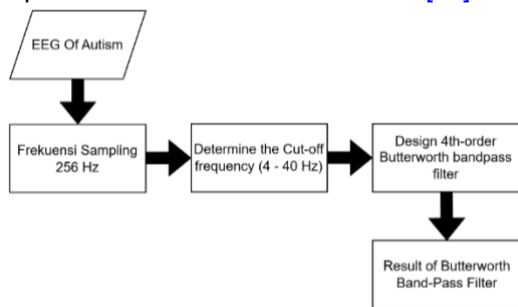 EEG Of Autism
Frekuensi Sampling
256 Hz
Determine the Cut-off
frequency (4 - 40 Hz)
Design 4th-order
Butterworth bandpass
filter
Result of Butterworth
Band-Pass Filter